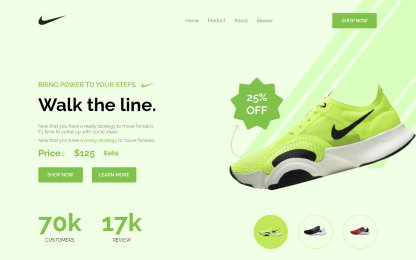 Home Product About Review SHOP NOW
BRING POWER TO YOUR STEPS.
Walk the line.
Now that you have a ready strategy to move forward,
it's time to come up with some ideas.
Now that you have a ready strategy to move forward.
Price : $125 $169
SHOP NOW LEARN MORE
25%
OFF
70k 17k
CUSTOMERS REVIEW